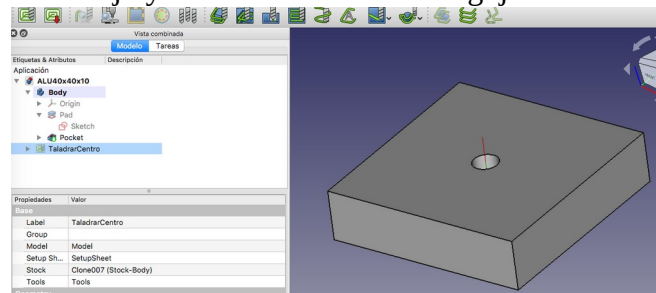 Vista combinada
Modelo Tareas
Etiquetas & Atributos Descripción
Aplicación
ALU40x40x10
Body
Origin
Pad
Sketch
Pocket
TaladrarCentro
Propiedades Valor
Base
Label TaladrarCentro
Group
Model Model
Setup Sh... SetupSheet
Stock Clone007 (Stock-Body)
Tools Tools